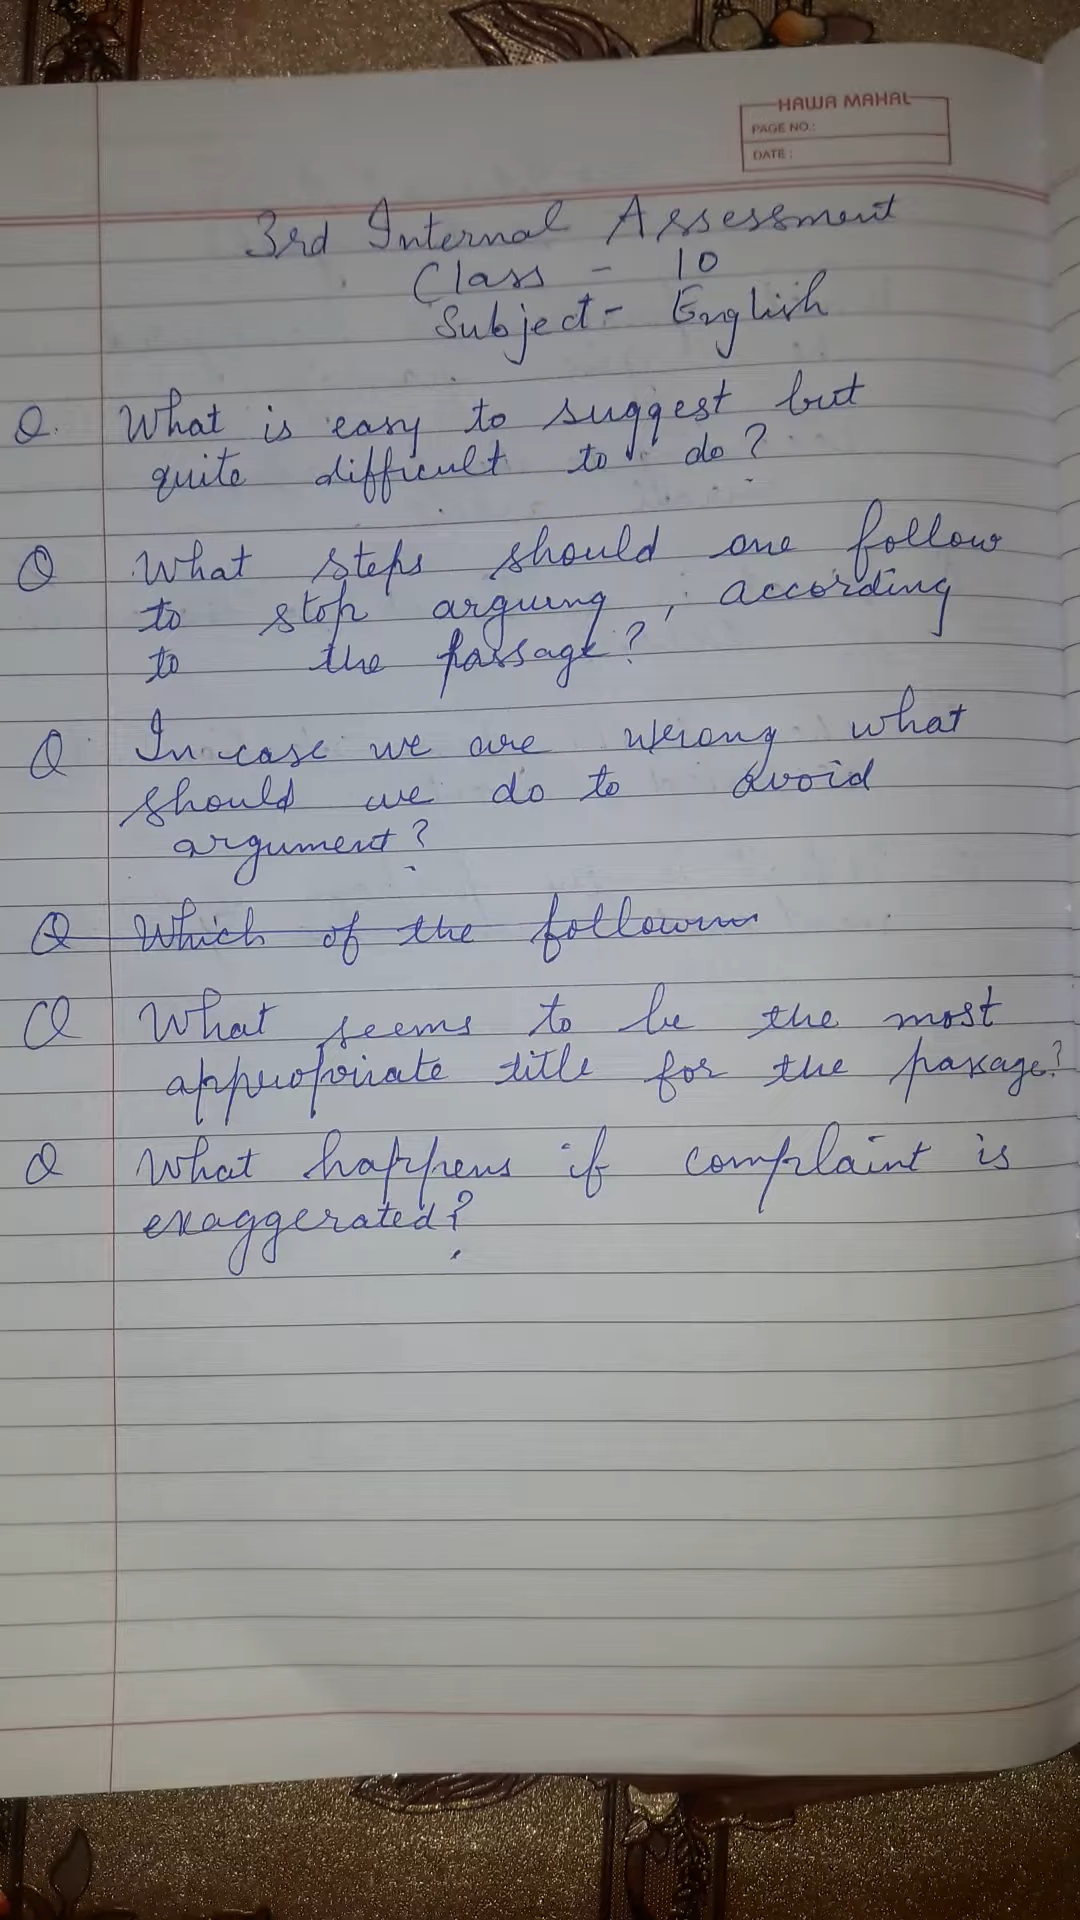 HAWA MAHAL
PAGE NO.:
DATE:
3rd Internal Assessment
Class - 10
Subject - English
Q. What is easy to suggest but
quite difficult to do?
Q What steps should one follow
to stop arguing, according
to the passage?
Q In case we are wrong what
should we do to avoid
argument?
Q Which of the followin
Q What seems to be the most
appropriate title for the passage?
Q What happens if complaint is
exaggerated?